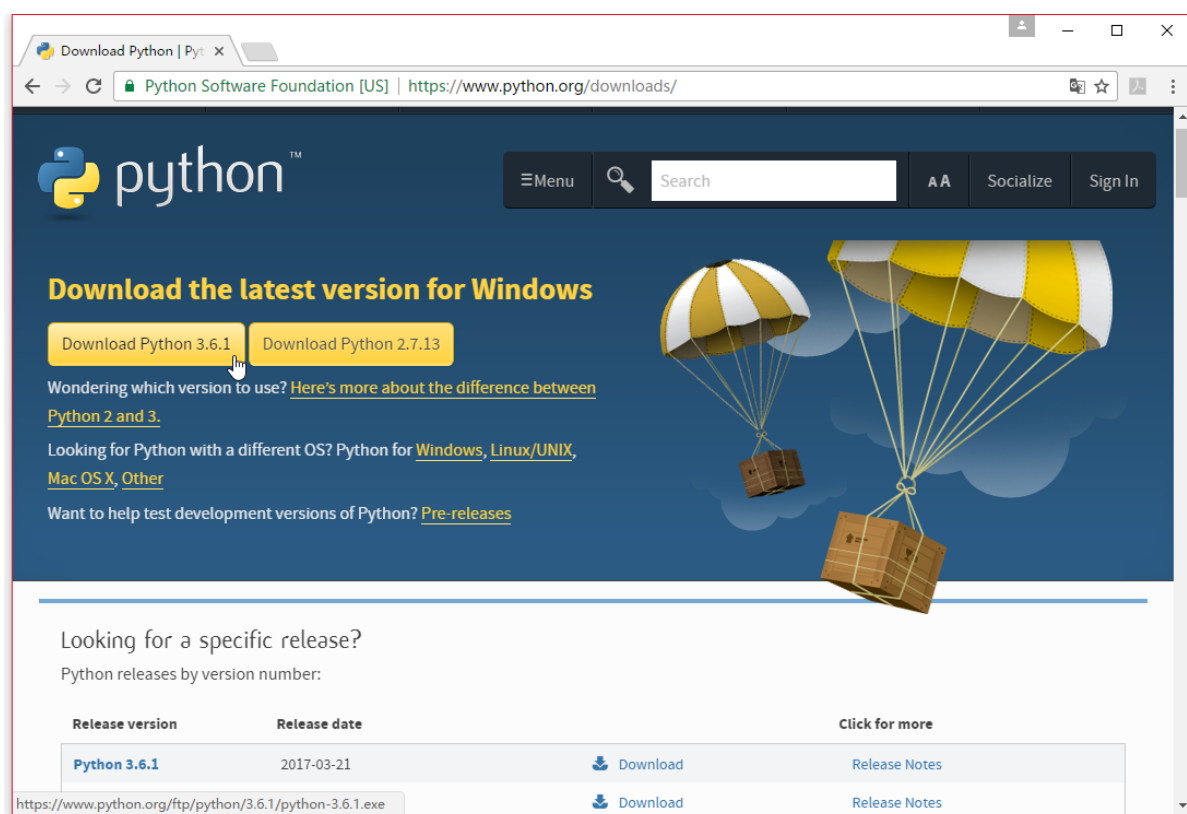 Download Python | Pyt
Python Software Foundation [US] | https://www.python.org/downloads/
python™
≡Menu
Search
AA
Socialize
Sign In
Download the latest version for Windows
Download Python 3.6.1
Download Python 2.7.13
Wondering which version to use? Here's more about the difference between
Python 2 and 3.
Looking for Python with a different OS? Python for Windows, Linux/UNIX,
Mac OS X, Other
Want to help test development versions of Python? Pre-releases
Looking for a specific release?
Python releases by version number:
Release version Release date Click for more
Python 3.6.1 2017-03-21 Download Release Notes
Download Release Notes
https://www.python.org/ftp/python/3.6.1/python-3.6.1.exe